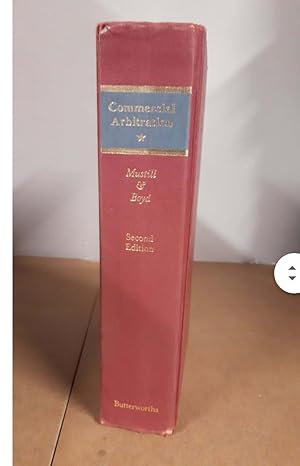 Commercial
Arbitration
Mustill
&
Boyd
Second
Edition
Butterworths